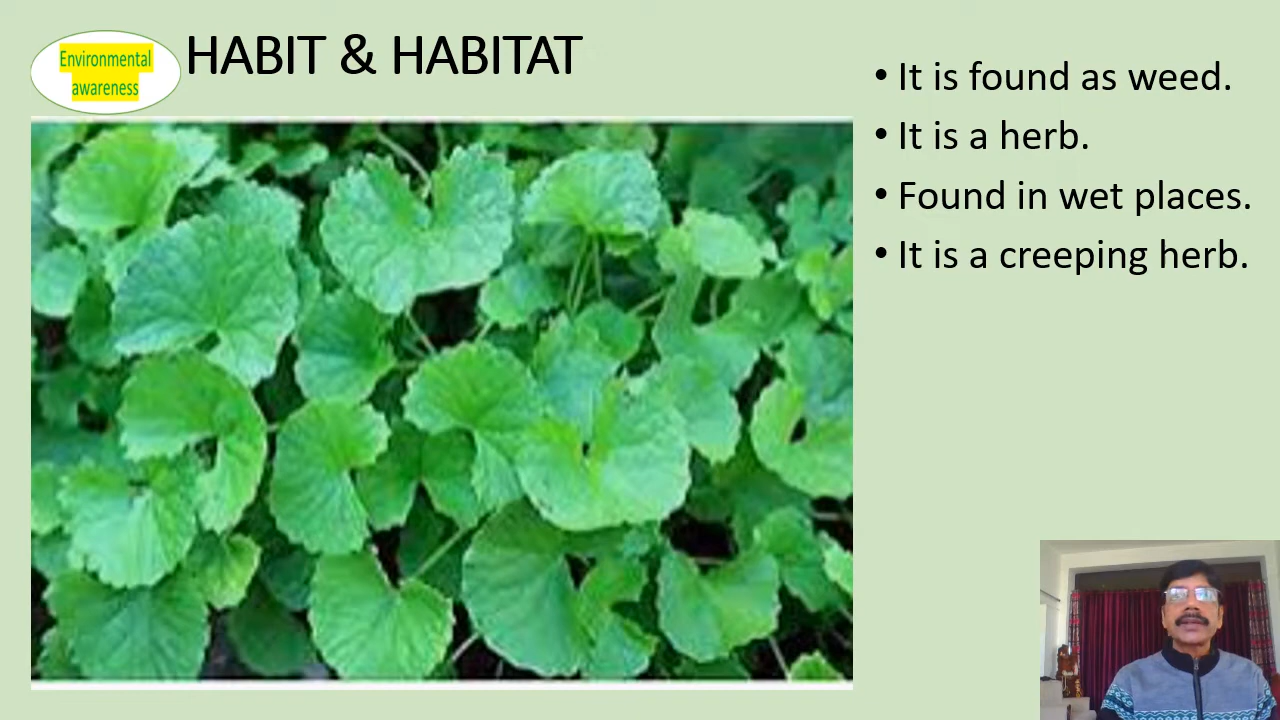 Environmental
awareness
HABIT & HABITAT
• It is found as weed.
• It is a herb.
• Found in wet places.
• It is a creeping herb.